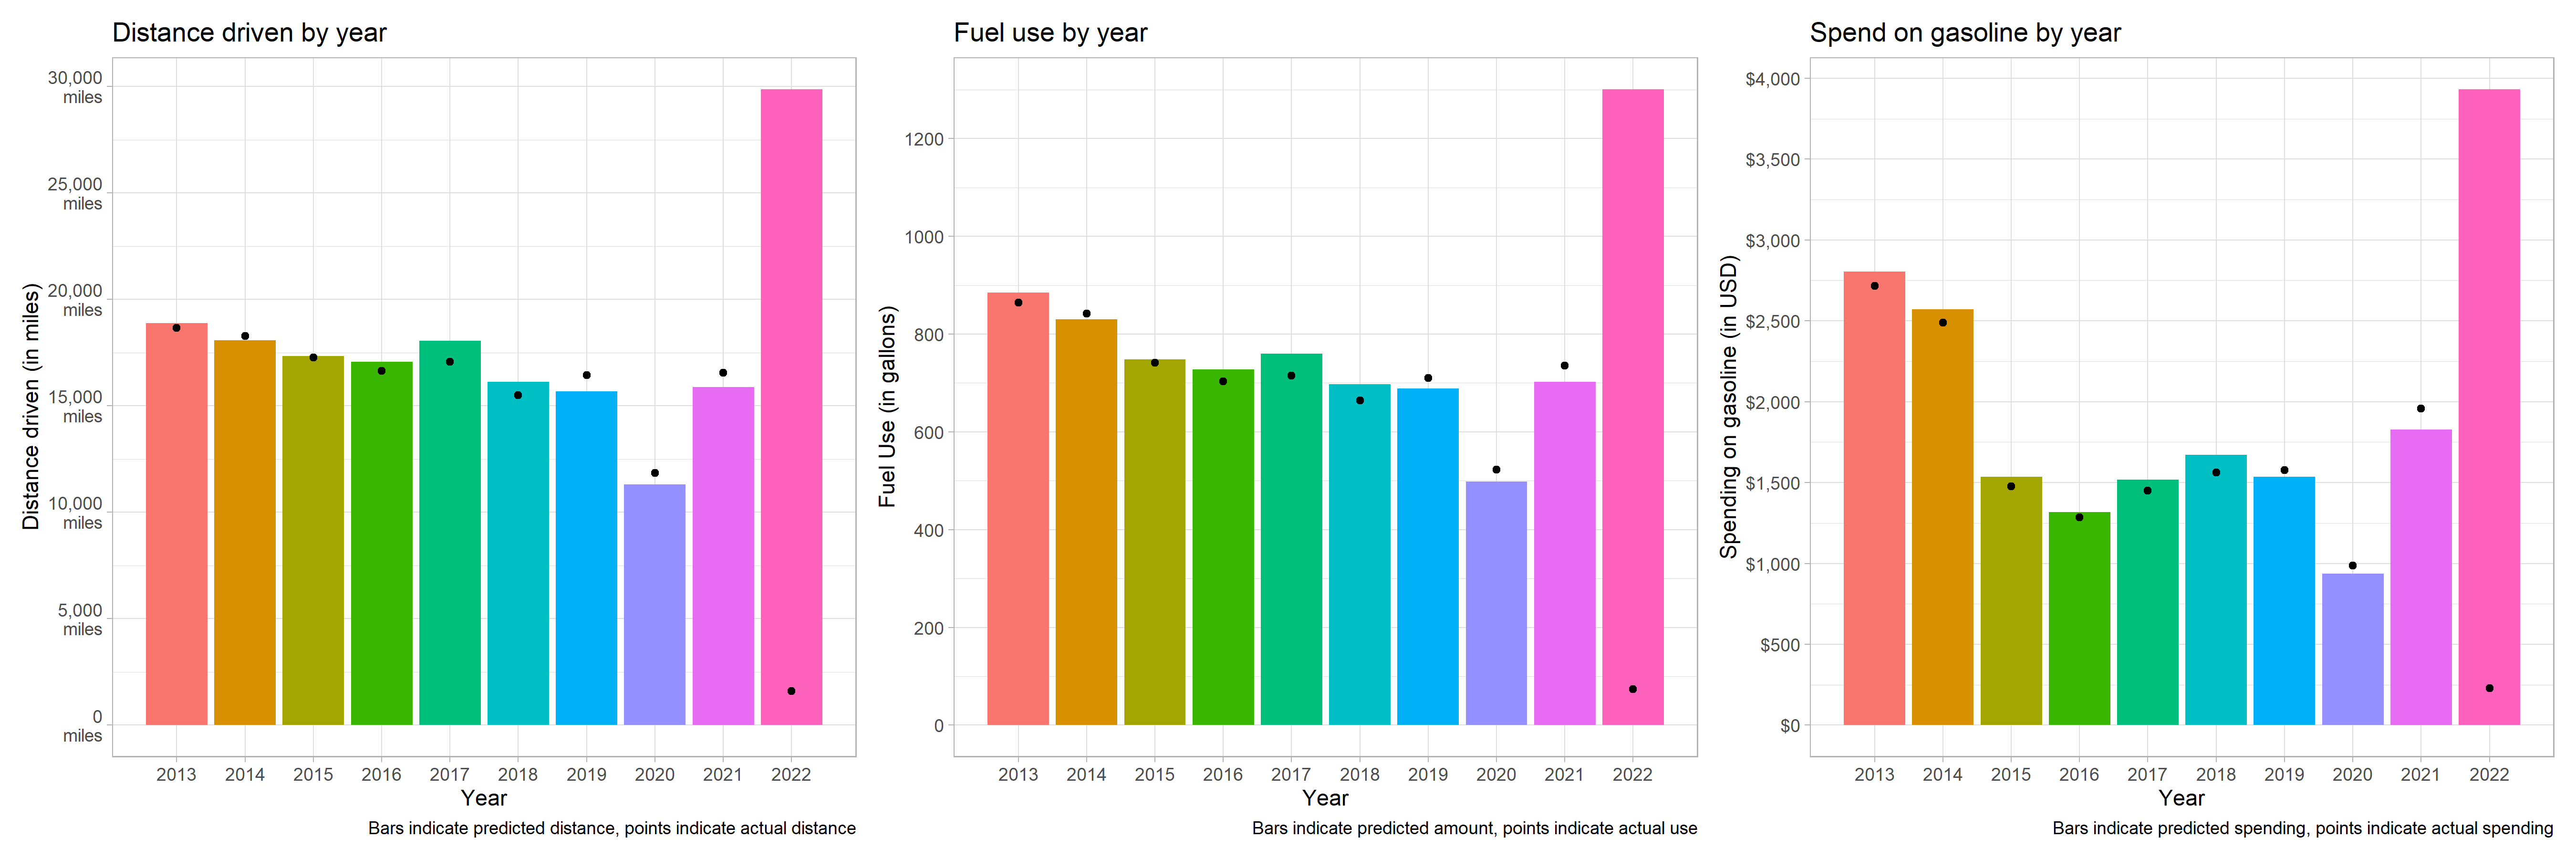 Distance driven by year
30,000
miles
25,000
miles
20,000
miles
15,000
miles
10,000
miles
5,000
miles
0
miles
Distance driven (in miles)
2013 2014 2015 2016 2017 2018 2019 2020 2021 2022
Year
Bars indicate predicted distance, points indicate actual distance
Fuel use by year
1200
1000
800
600
400
200
0
Fuel Use (in gallons)
2013 2014 2015 2016 2017 2018 2019 2020 2021 2022
Year
Bars indicate predicted amount, points indicate actual use
Spend on gasoline by year
$4,000
$3,500
$3,000
$2,500
$2,000
$1,500
$1,000
$500
$0
Spending on gasoline (in USD)
2013 2014 2015 2016 2017 2018 2019 2020 2021 2022
Year
Bars indicate predicted spending, points indicate actual spending